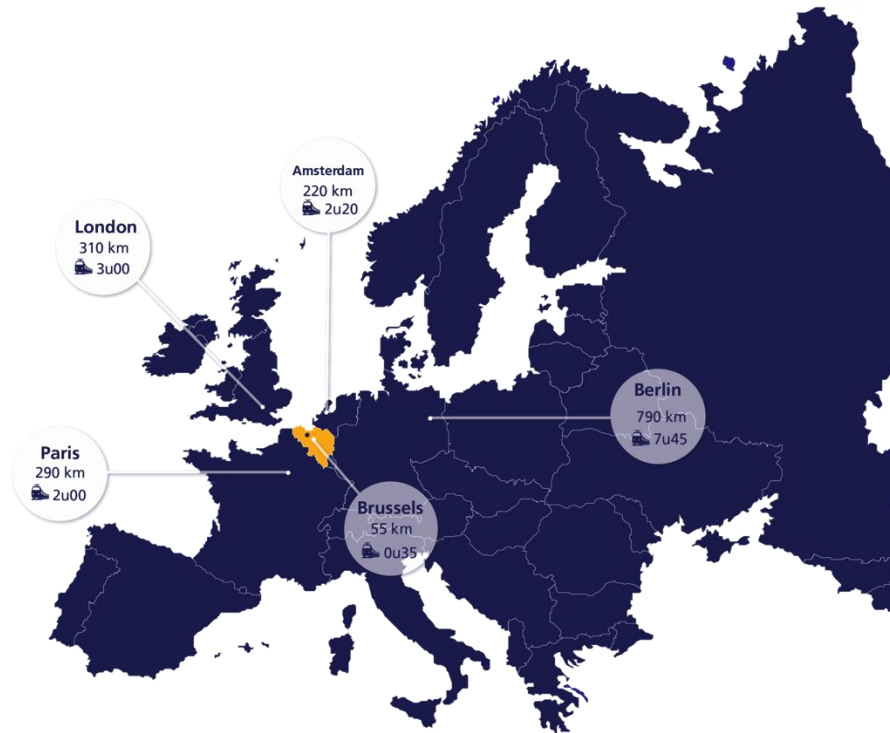 Amsterdam
220 km
2u20
London
310 km
3u00
Berlin
790 km
7u45
Paris
290 km
2u00
Brussels
55 km
0u35